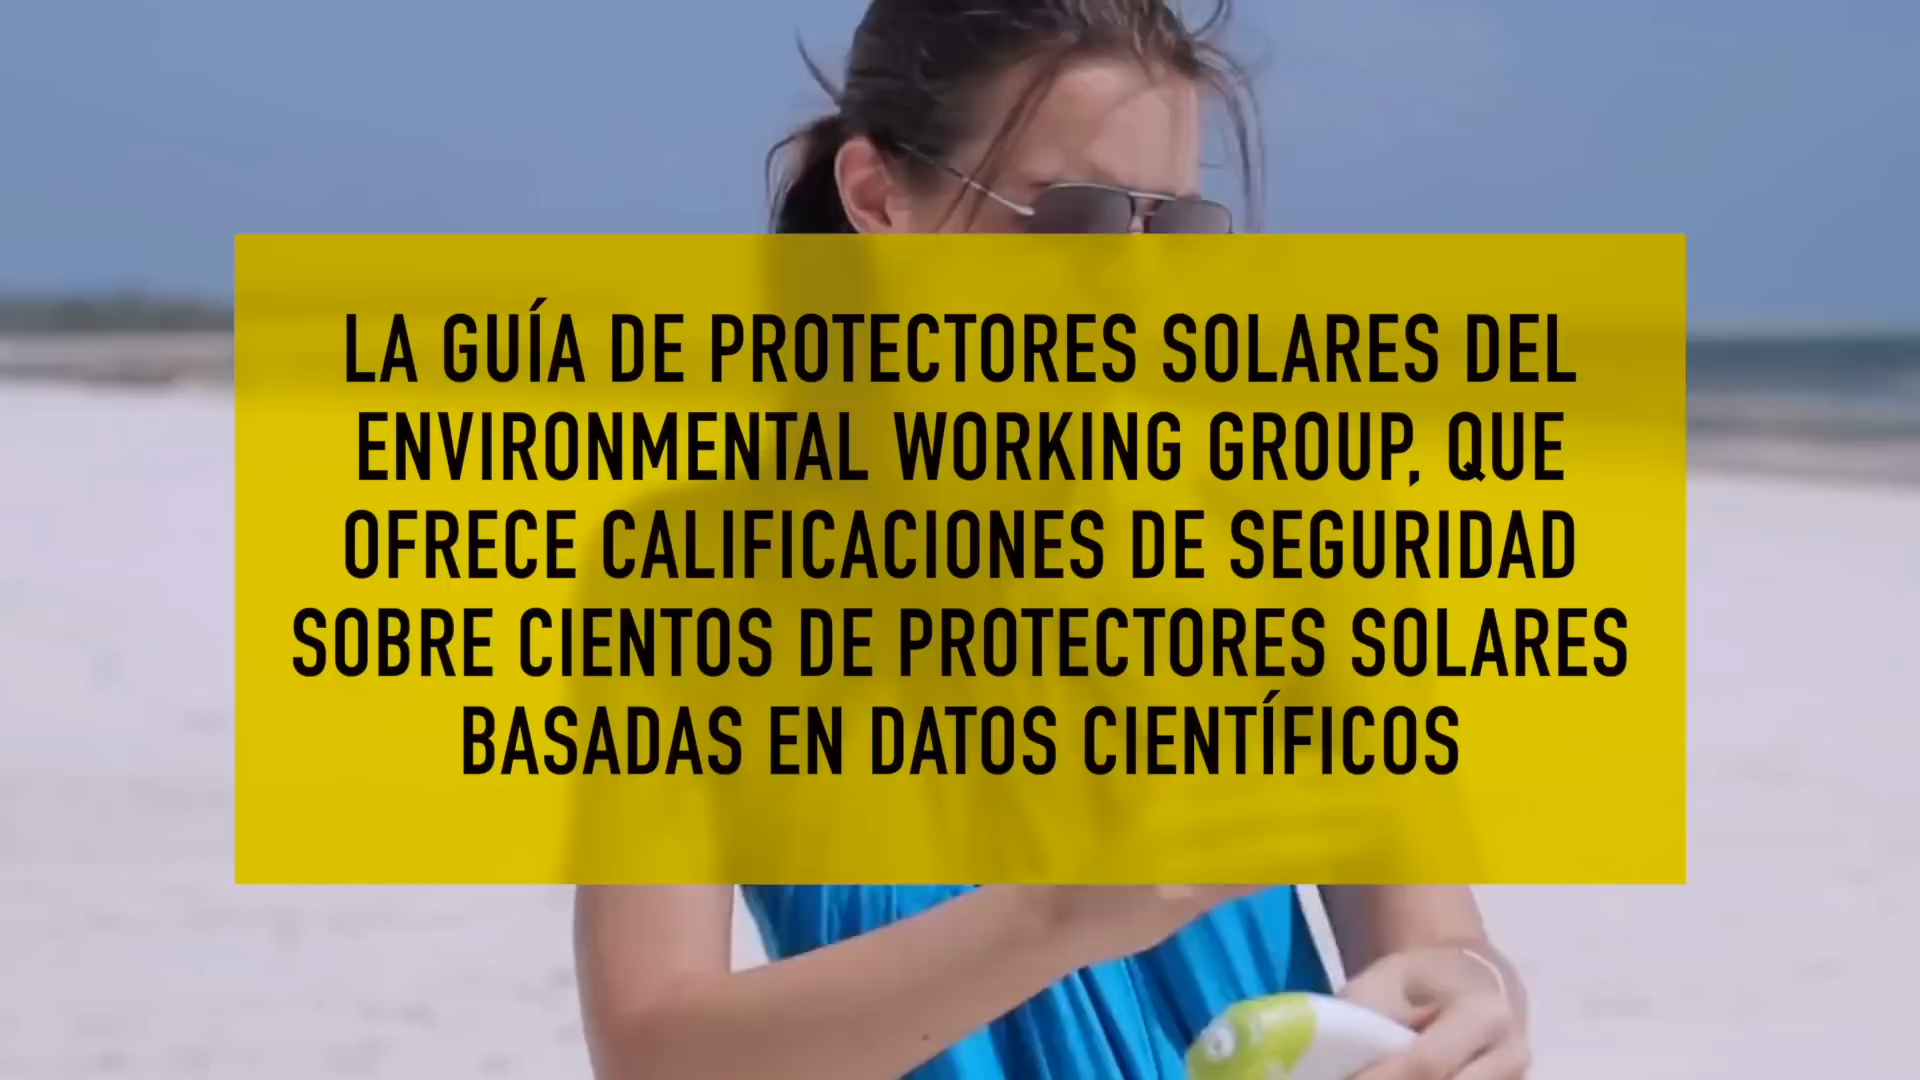 LA GUÍA DE PROTECTORES SOLARES DEL
ENVIRONMENTAL WORKING GROUP, QUE
OFRECE CALIFICACIONES DE SEGURIDAD
SOBRE CIENTOS DE PROTECTORES SOLARES
BASADAS EN DATOS CIENTÍFICOS